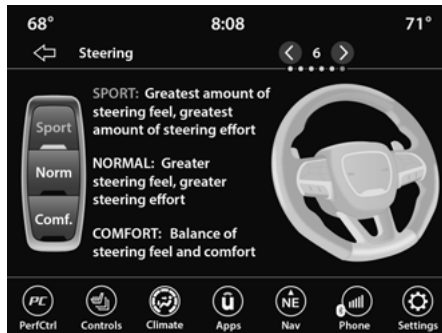 68° 8:08 71°
Steering 6
SPORT: Greatest amount of
steering feel, greatest
amount of steering effort
Sport
Norm
Comf.
NORMAL: Greater
steering feel, greater
steering effort
COMFORT: Balance of
steering feel and comfort
PC ū NE
PerfCtrl Controls Climate Apps Nav Phone Settings